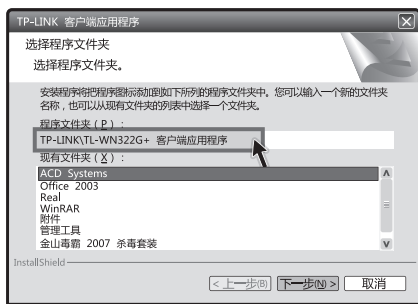 TP-LINK 客户端应用程序
选择程序文件夹
选择程序文件夹。
安装程序将把程序图标添加到如下所列的程序文件夹中。您可以输入一个新的文件夹
名称，也可以从现有文件夹的列表中选择一个文件夹。
程序文件夹(P)：
TP-LINK\TL-WN322G+ 客户端应用程序
现有文件夹(X)：
ACD Systems
Office 2003
Real
WinRAR
附件
管理工具
金山毒霸 2007 杀毒套装
InstallShield
<上一步(B) 下一步(N)> 取消